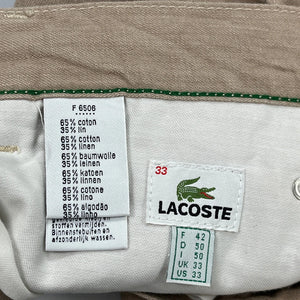 F 6506
65% coton
35% lin
65% cotton
35% linen
65% baumwolle
35% leinen
65% katoen
35% linnen
65% cotone
35% lino
65% algodão
35% linho
stoffen vermijden.
Binnenstebuiten en
afzonderlijk wassen
33
LACOSTE
F 42
D 50
I 50
UK 33
US 33